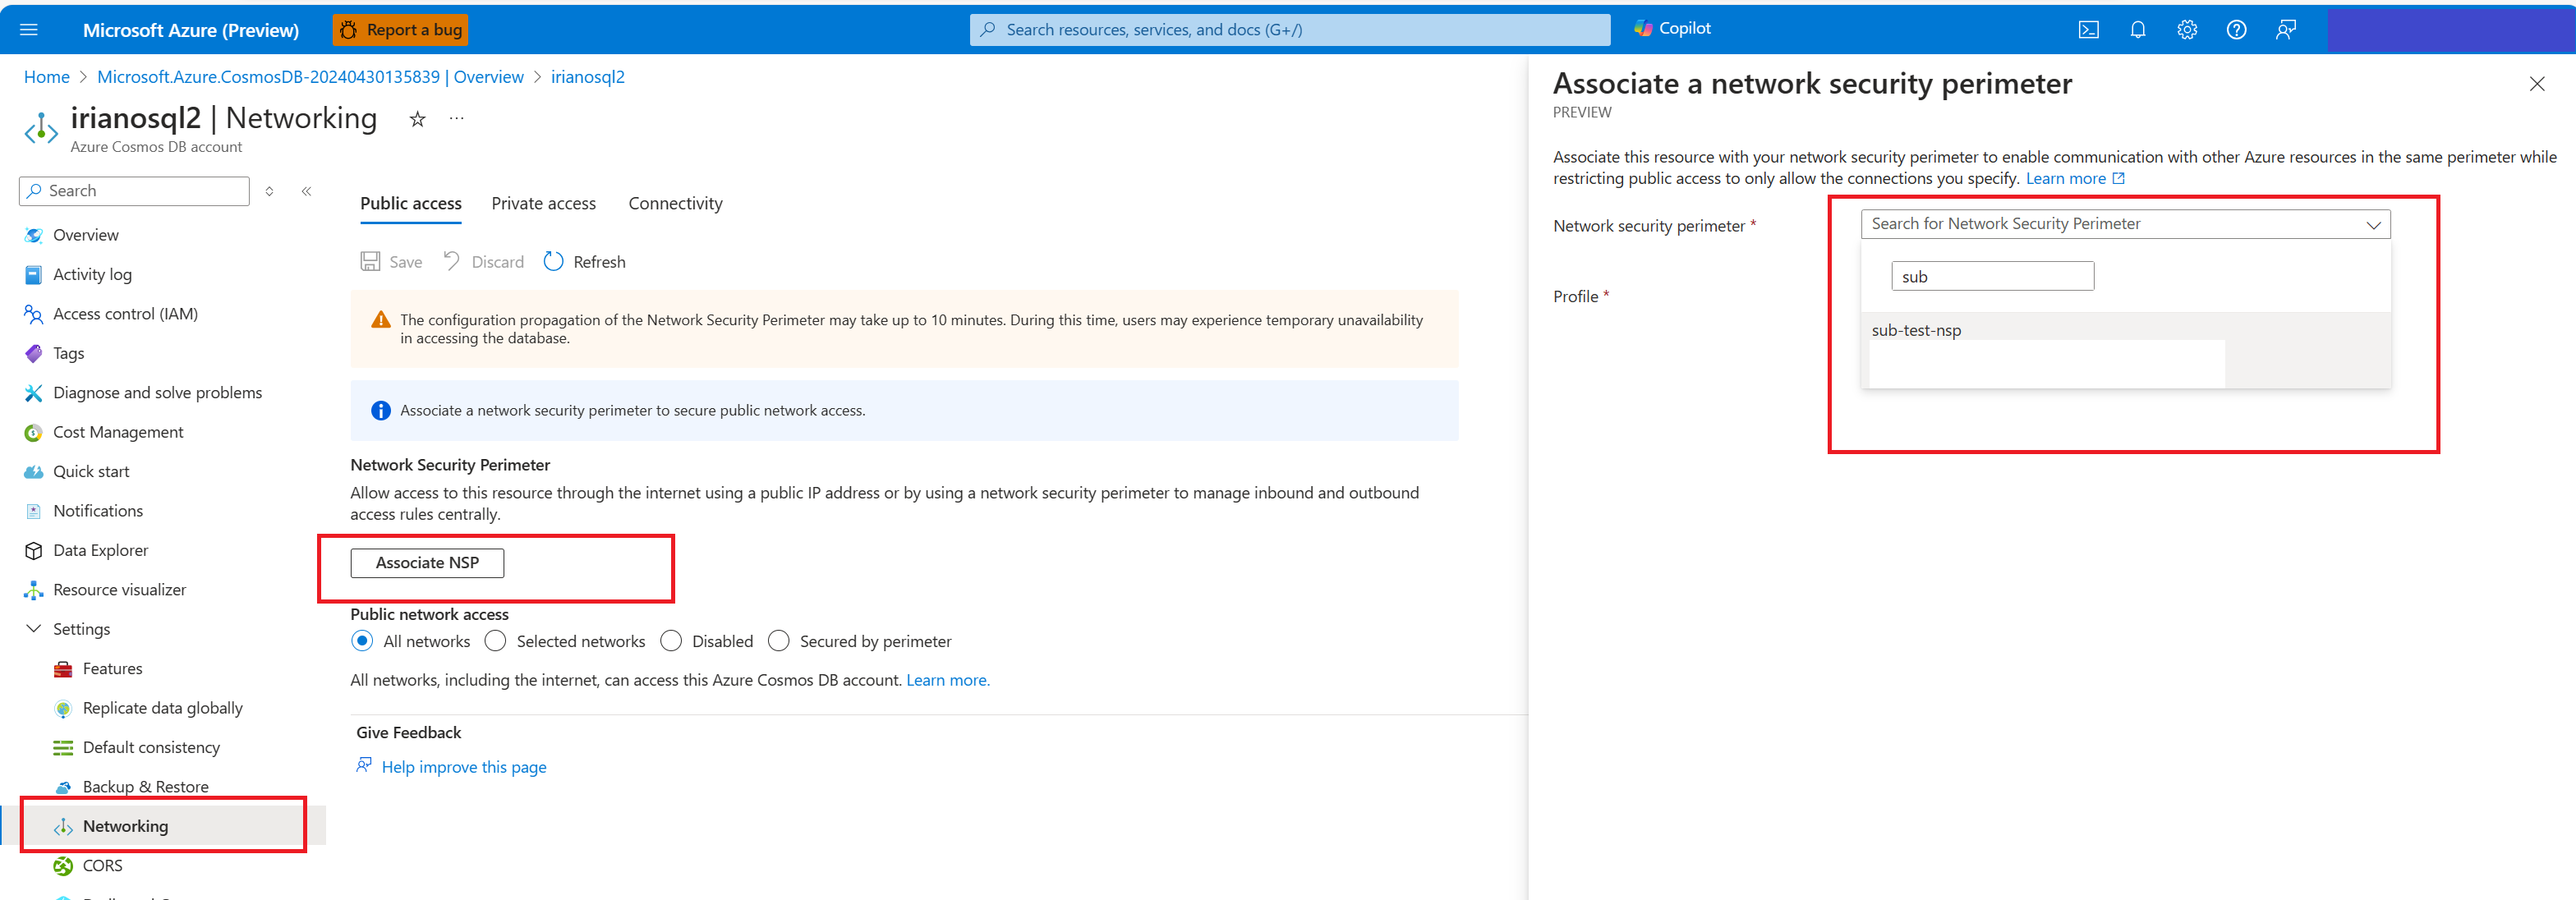 Microsoft Azure (Preview)
Report a bug
Search resources, services, and docs (G+/)
Copilot
Home > Microsoft.Azure.CosmosDB-20240430135839 | Overview > irianosql2
irianosql2 | Networking
Azure Cosmos DB account
Search
Overview
Activity log
Access control (IAM)
Tags
Diagnose and solve problems
Cost Management
Quick start
Notifications
Data Explorer
Resource visualizer
Settings
Features
Replicate data globally
Default consistency
Backup & Restore
Networking
CORS
Public access
Private access
Connectivity
Save
Discard
Refresh
The configuration propagation of the Network Security Perimeter may take up to 10 minutes. During this time, users may experience temporary unavailability
in accessing the database.
Associate a network security perimeter to secure public network access.
Network Security Perimeter
Allow access to this resource through the internet using a public IP address or by using a network security perimeter to manage inbound and outbound
access rules centrally.
Associate NSP
Public network access
All networks
Selected networks
Disabled
Secured by perimeter
All networks, including the internet, can access this Azure Cosmos DB account. Learn more.
Give Feedback
Help improve this page
Associate a network security perimeter
PREVIEW
Associate this resource with your network security perimeter to enable communication with other Azure resources in the same perimeter while
restricting public access to only allow the connections you specify. Learn more
Network security perimeter *
Search for Network Security Perimeter
sub
Profile *
sub-test-nsp